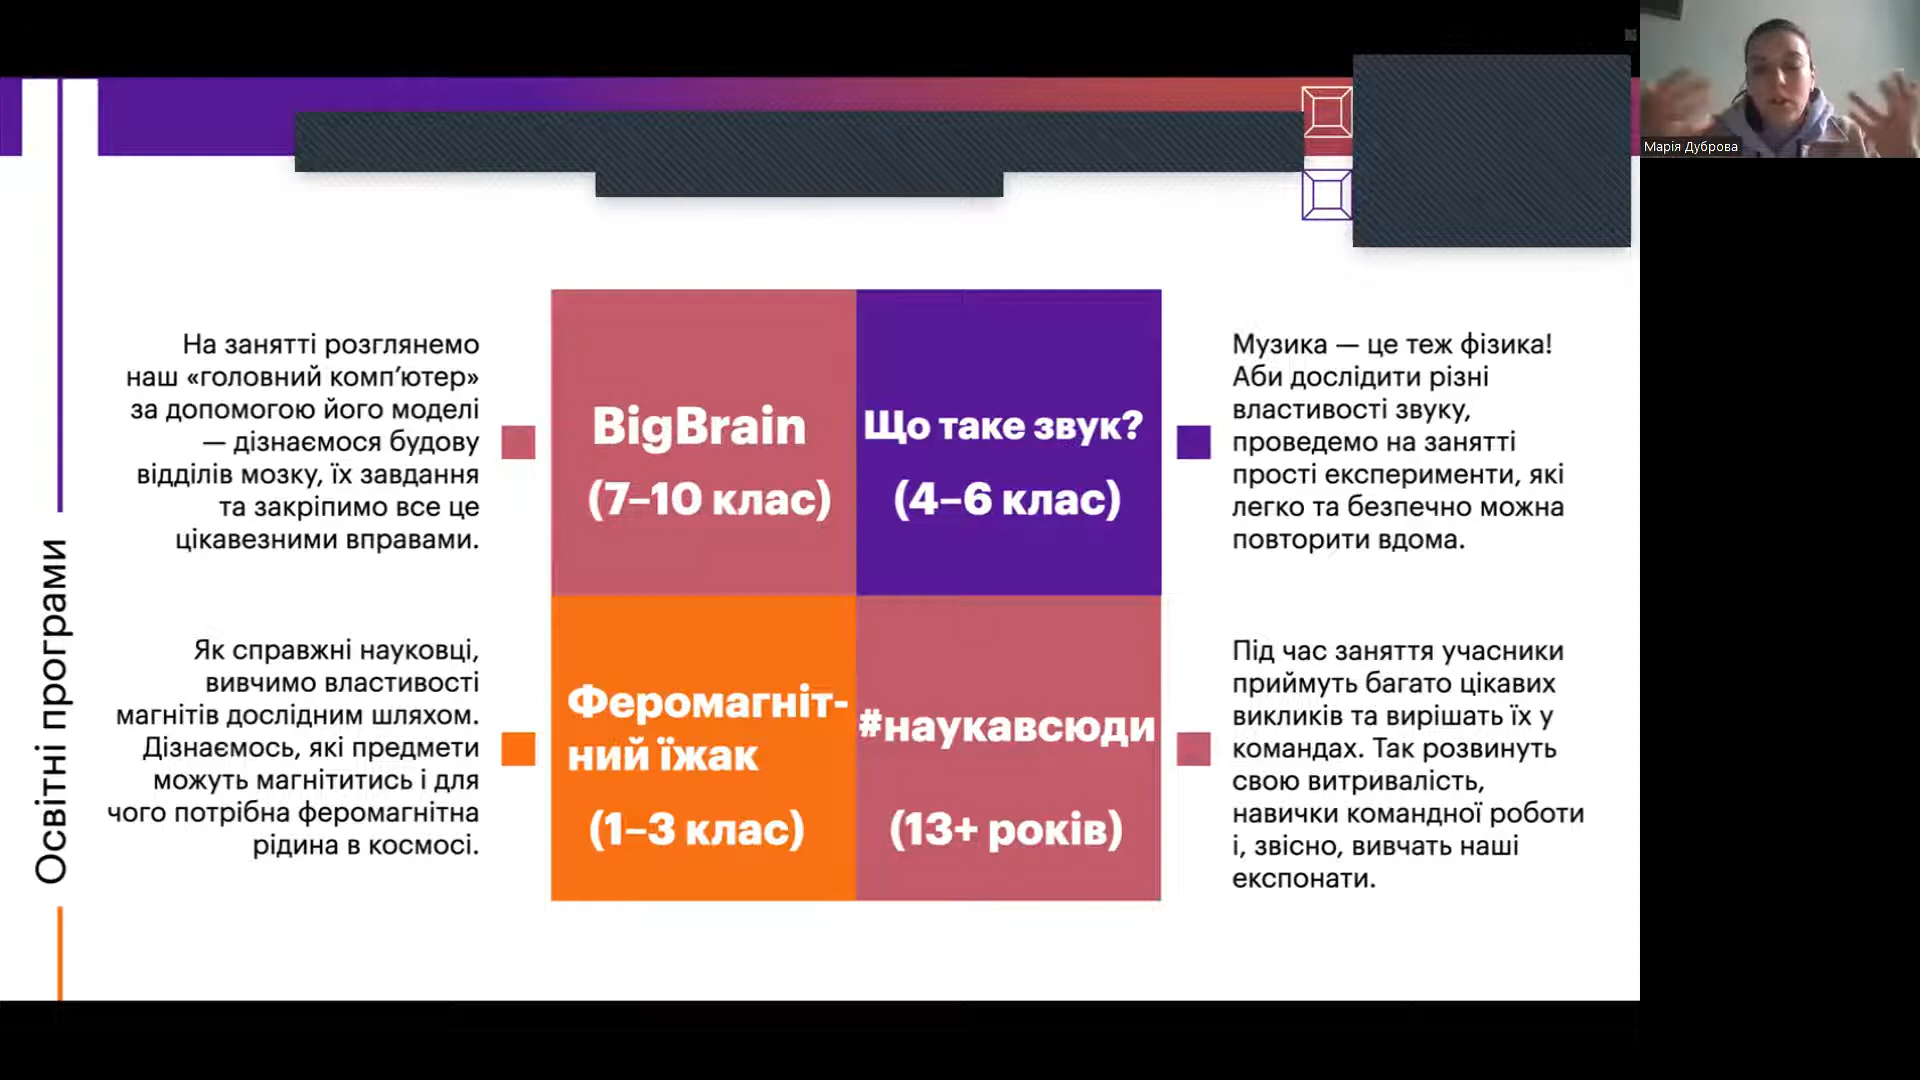 Марія Дуброва
Освітні програми
На занятті розглянемо
наш «головний комп’ютер»
за допомогою його моделі
— дізнаємося будову
відділів мозку, їх завдання
та закріпимо все це
цікавезними вправами.
BigBrain
(7–10 клас)
Що таке звук?
(4–6 клас)
Музика — це теж фізика!
Аби дослідити різні
властивості звуку,
проведемо на занятті
прості експерименти, які
легко та безпечно можна
повторити вдома.
Як справжні науковці,
вивчимо властивості
магнітів дослідним шляхом.
Дізнаємось, які предмети
можуть магнітитись і для
чого потрібна феромагнітна
рідина в космосі.
Феромагніт-
ний їжак
(1–3 клас)
#наукавсюди
(13+ років)
Під час заняття учасники
приймуть багато цікавих
викликів та вирішать їх у
командах. Так розвинуть
свою витривалість,
навички командної роботи
і, звісно, вивчать наші
експонати.